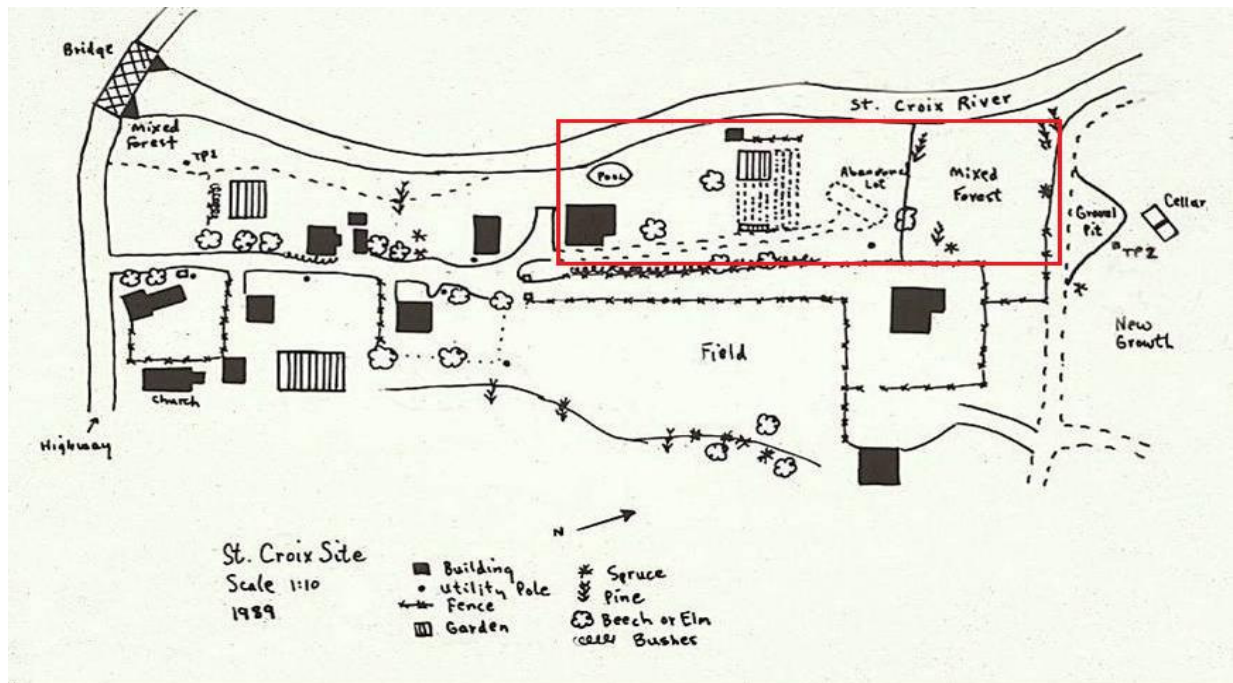 Bridge
St. Croix River
Mixed
Forest
TP1
Pool
Abandoned
Lot
Mixed
Forest
Cellar
Gravel
Pit
TP2
New
Growth
Field
Church
Highway
N
St. Croix Site
Scale 1:10
1989
Building
Utility Pole
Fence
Garden
Spruce
Pine
Beech or Elm
Bushes